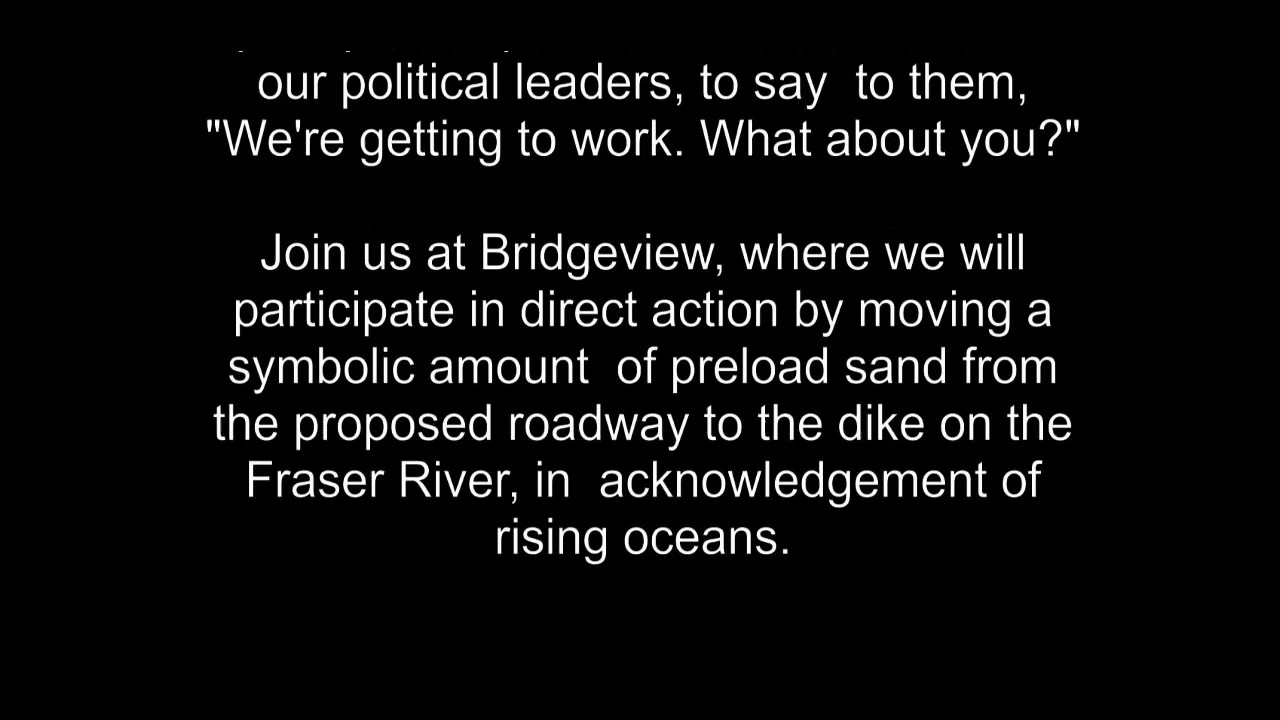 our political leaders, to say  to them,
"We're getting to work. What about you?"
Join us at Bridgeview, where we will
participate in direct action by moving a
symbolic amount  of preload sand from
the proposed roadway to the dike on the
Fraser River, in  acknowledgement of
rising oceans.